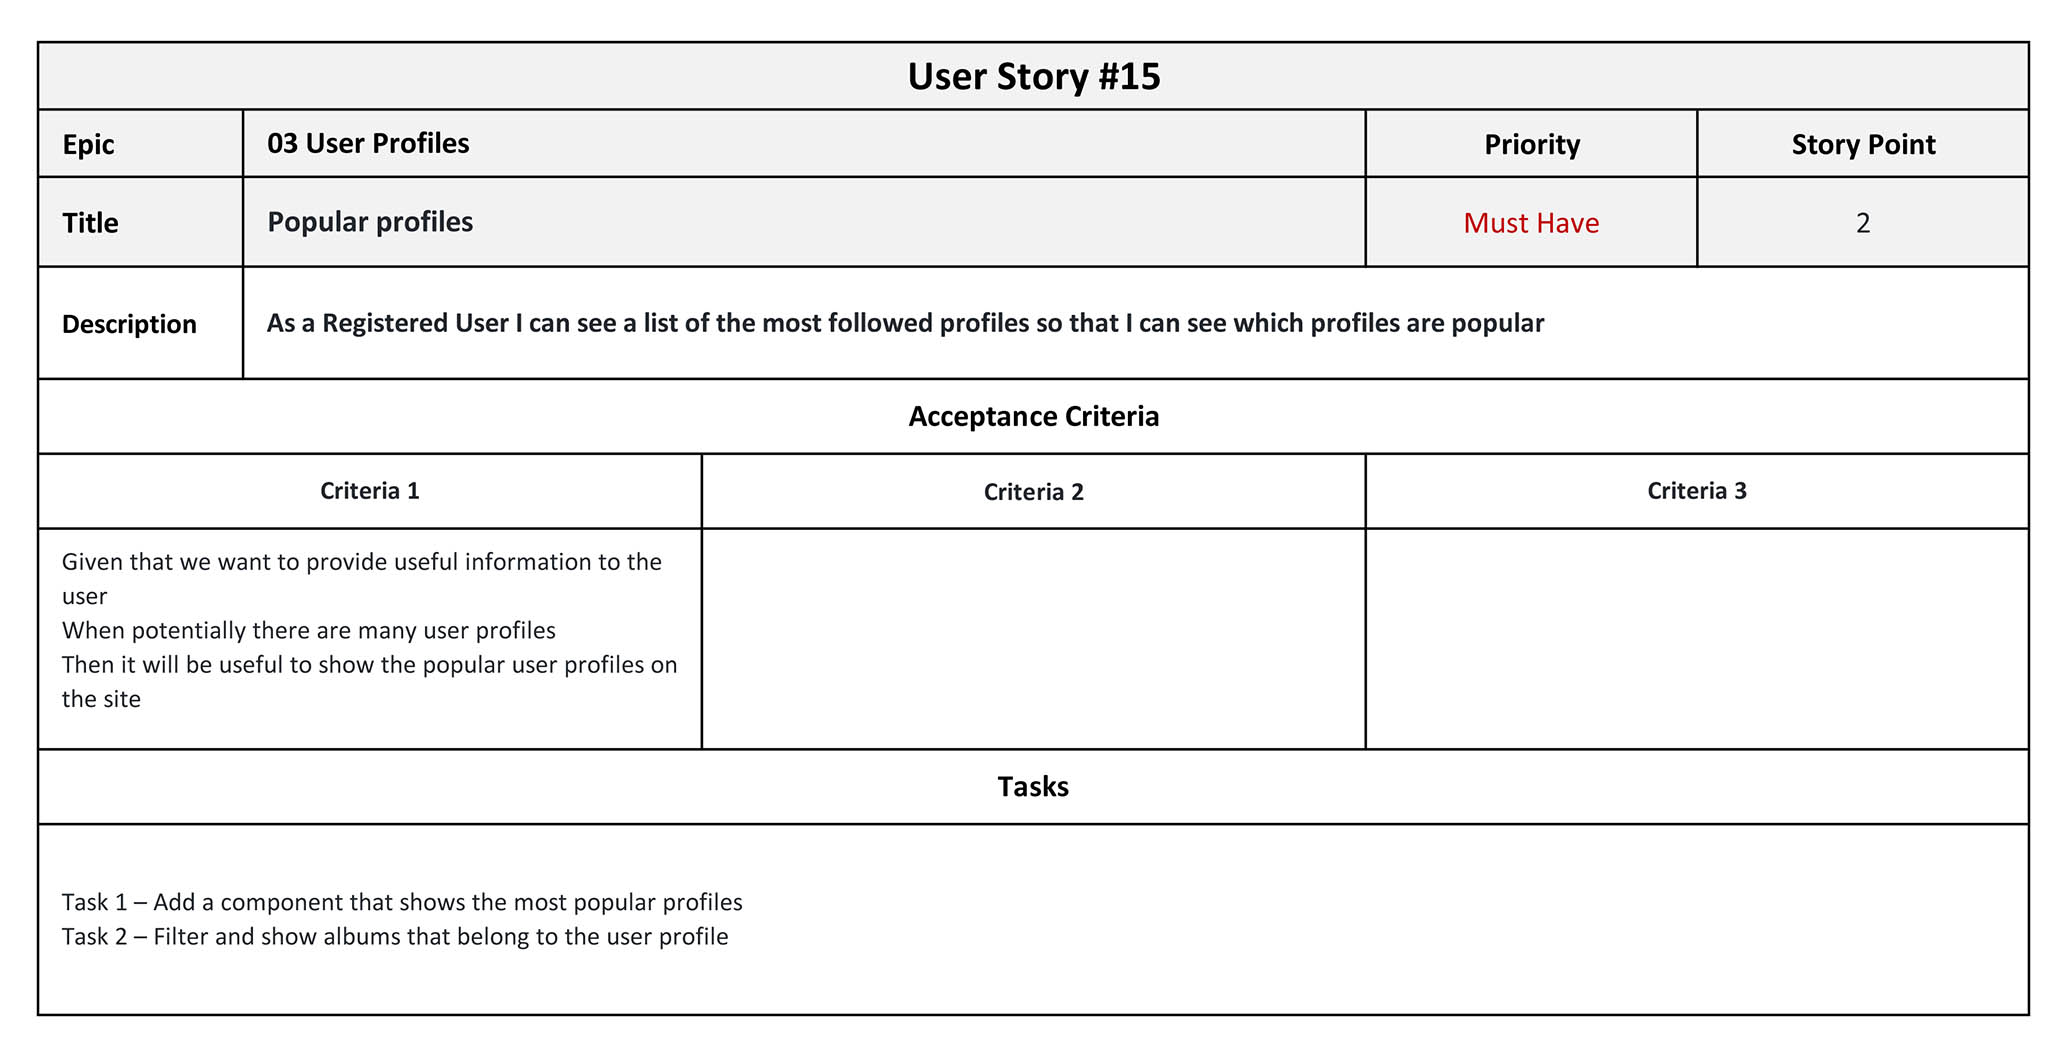 User Story #15
Epic
03 User Profiles
Priority
Story Point
Title
Popular profiles
Must Have
2
Description
As a Registered User I can see a list of the most followed profiles so that I can see which profiles are popular
Acceptance Criteria
Criteria 1
Criteria 2
Criteria 3
Given that we want to provide useful information to the
user
When potentially there are many user profiles
Then it will be useful to show the popular user profiles on
the site
Tasks
Task 1 – Add a component that shows the most popular profiles
Task 2 – Filter and show albums that belong to the user profile